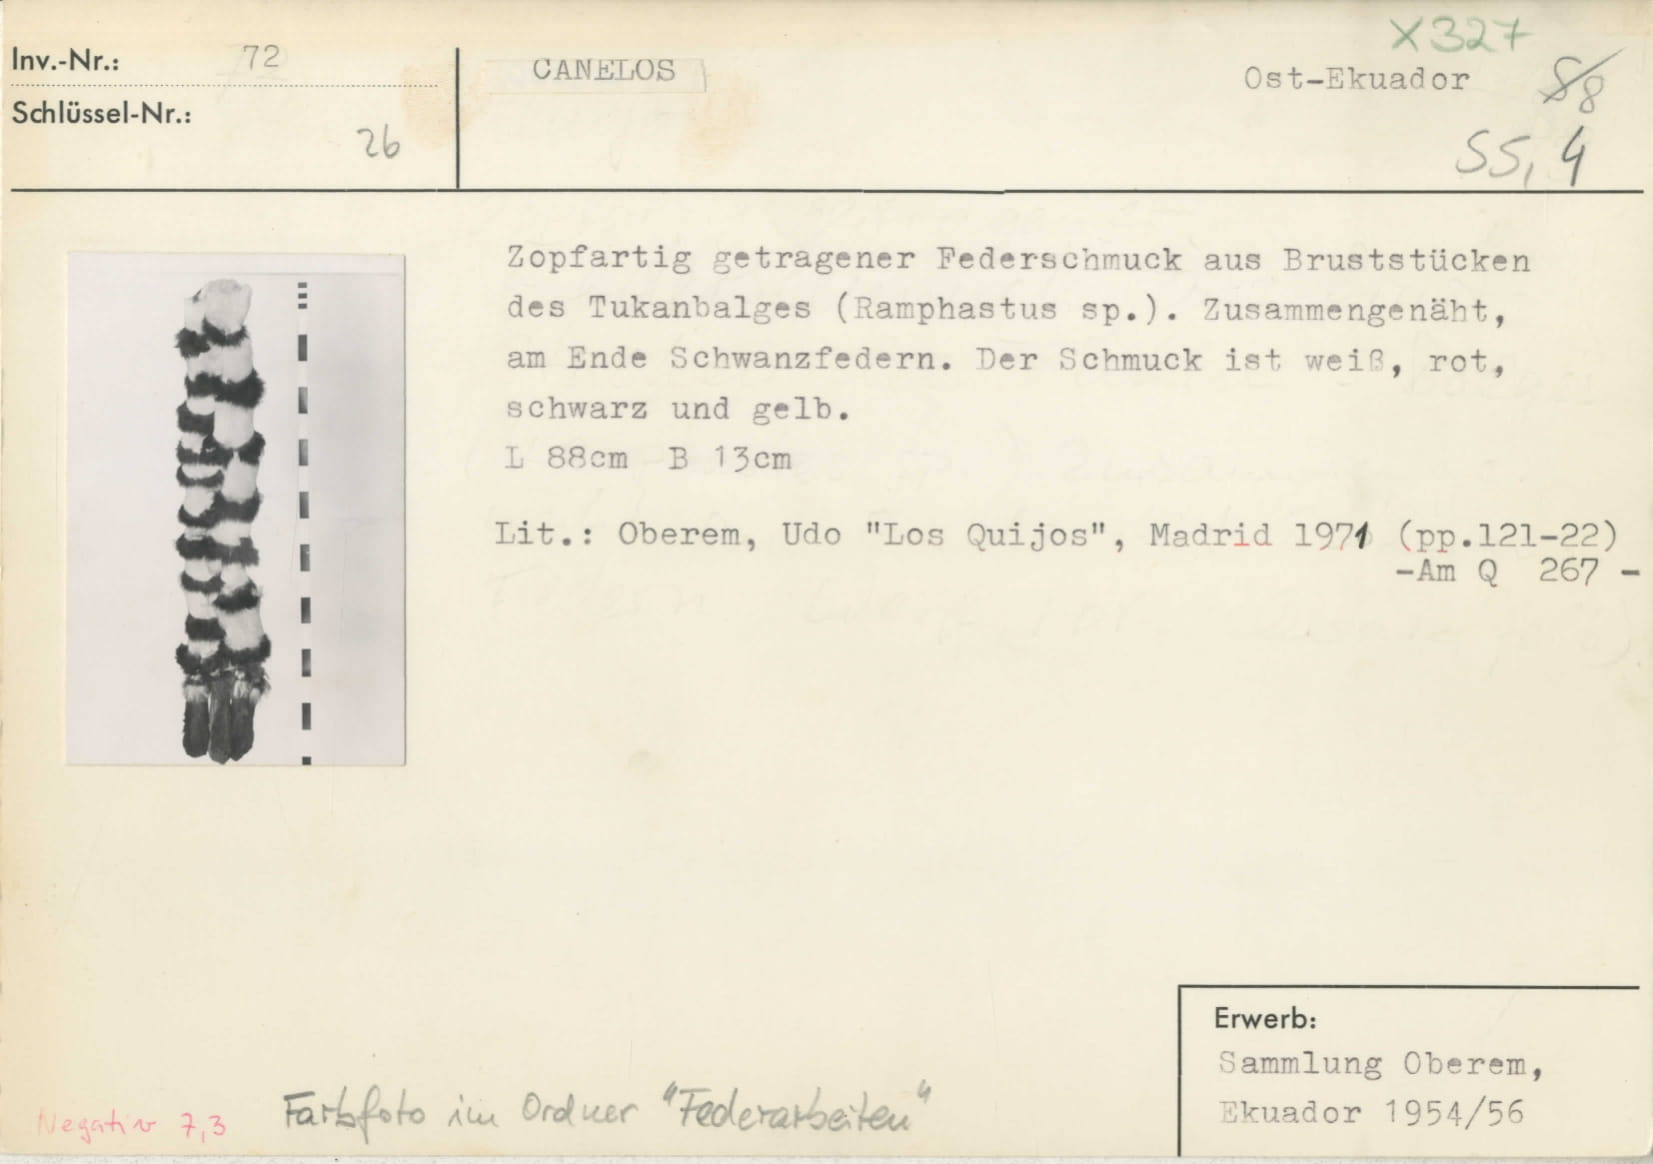 X327
Inv.-Nr.: 72
CANELOS
Ost-Ekuador
Schlüssel-Nr.:
26
SS, 4
Zopfartig getragener Federschmuck aus Bruststücken
des Tukanbalges (Ramphastus sp.). Zusammengenäht,
am Ende Schwanzfedern. Der Schmuck ist weiß, rot,
schwarz und gelb.
L 88cm B 13cm
Lit.: Oberem, Udo "Los Quijos", Madrid 1971 (pp.121-22)
-Am Q 267 -
Erwerb:
Sammlung Oberem,
Ekuador 1954/56
Negativ 7,3
Farbfoto im Ordner "Federarbeiten"